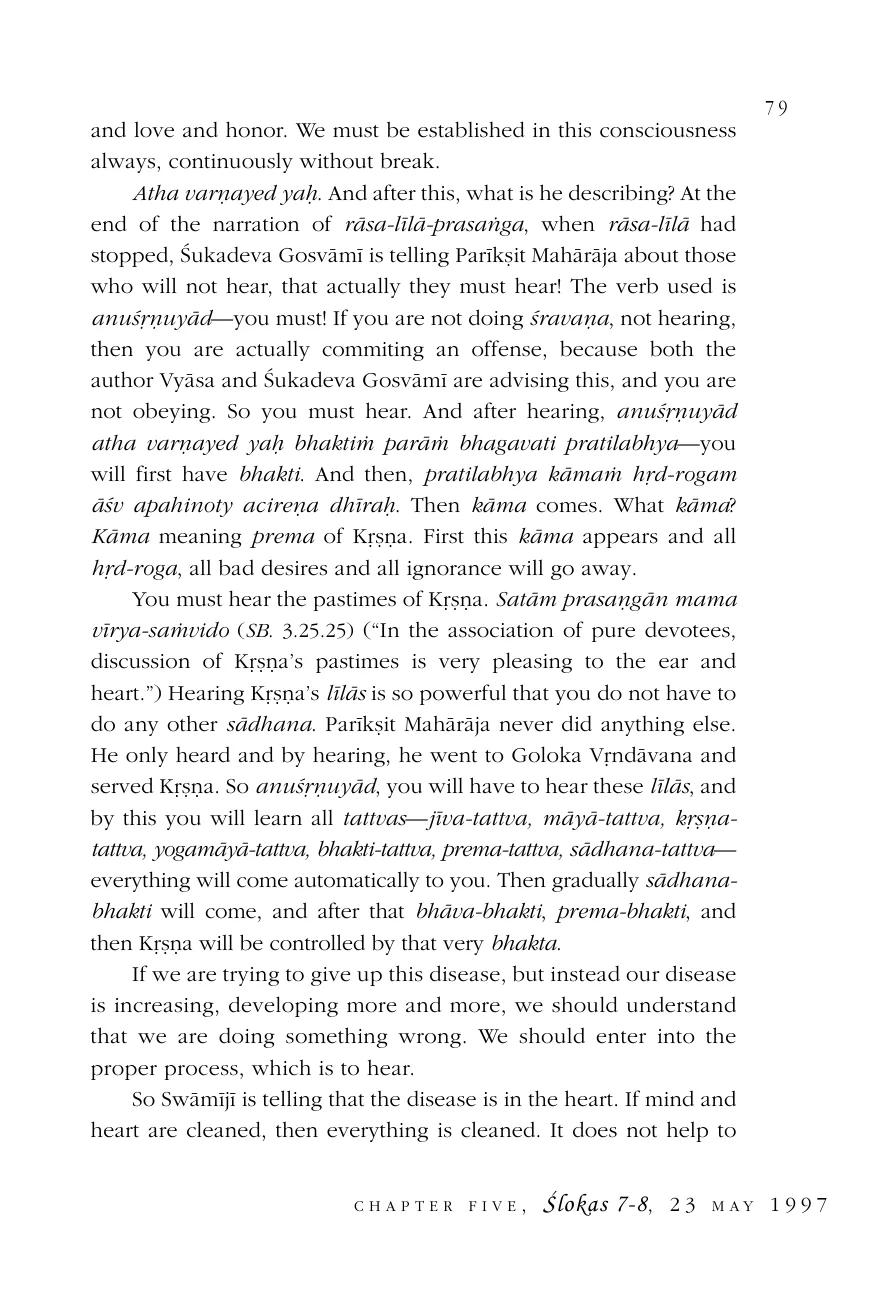 79
and love and honor. We must be established in this consciousness
always, continuously without break.
Atha varṇayed yaḥ. And after this, what is he describing? At the
end of the narration of rāsa-līlā-prasaṅga, when rāsa-līlā had
stopped, Śukadeva Gosvāmī is telling Parīkṣit Mahārāja about those
who will not hear, that actually they must hear! The verb used is
anuśṛṇuyād—you must! If you are not doing śravaṇa, not hearing,
then you are actually commiting an offense, because both the
author Vyāsa and Śukadeva Gosvāmī are advising this, and you are
not obeying. So you must hear. And after hearing, anuśṛṇuyād
atha varṇayed yaḥ bhaktiṁ parāṁ bhagavati pratilabhya—you
will first have bhakti. And then, pratilabhya kāmaṁ hṛd-rogam
āśv apahinoty acireṇa dhīraḥ. Then kāma comes. What kāma?
Kāma meaning prema of Kṛṣṇa. First this kāma appears and all
hṛd-roga, all bad desires and all ignorance will go away.
You must hear the pastimes of Kṛṣṇa. Satām prasaṇgān mama
vīrya-saṁvido (SB. 3.25.25) (“In the association of pure devotees,
discussion of Kṛṣṇa’s pastimes is very pleasing to the ear and
heart.”) Hearing Kṛṣṇa’s līlās is so powerful that you do not have to
do any other sādhana. Parīkṣit Mahārāja never did anything else.
He only heard and by hearing, he went to Goloka Vṛndāvana and
served Kṛṣṇa. So anuśṛṇuyād, you will have to hear these līlās, and
by this you will learn all tattvas—jīva-tattva, māyā-tattva, kṛṣṇa-
tattva, yogamāyā-tattva, bhakti-tattva, prema-tattva, sādhana-tattva—
everything will come automatically to you. Then gradually sādhana-
bhakti will come, and after that bhāva-bhakti, prema-bhakti, and
then Kṛṣṇa will be controlled by that very bhakta.
If we are trying to give up this disease, but instead our disease
is increasing, developing more and more, we should understand
that we are doing something wrong. We should enter into the
proper process, which is to hear.
So Swāmījī is telling that the disease is in the heart. If mind and
heart are cleaned, then everything is cleaned. It does not help to
CHAPTER FIVE, Ślokas 7-8, 23 MAY 1997